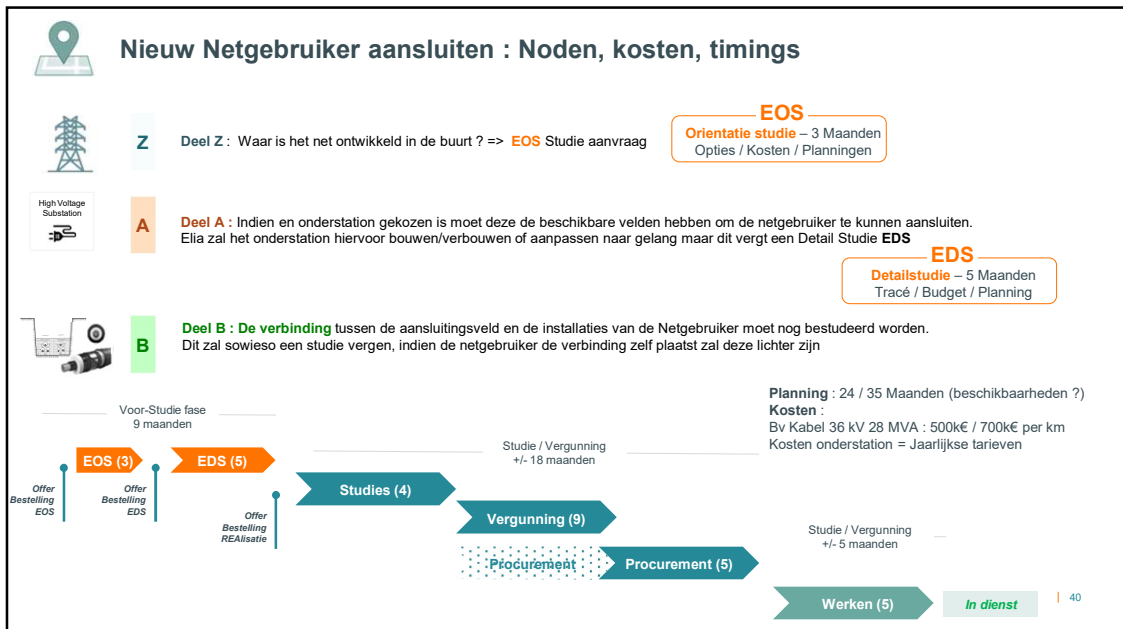 Nieuw Netgebruiker aansluiten : Noden, kosten, timings
Z
Deel Z : Waar is het net ontwikkeld in de buurt ? => EOS Studie aanvraag
EOS
Orientatie studie – 3 Maanden
Opties / Kosten / Planningen
High Voltage
Substation
A
Deel A : Indien en onderstation gekozen is moet deze de beschikbare velden hebben om de netgebruiker te kunnen aansluiten.
Elia zal het onderstation hiervoor bouwen/verbouwen of aanpassen naar gelang maar dit vergt een Detail Studie EDS
EDS
Detailstudie – 5 Maanden
Tracé / Budget / Planning
B
Deel B : De verbinding tussen de aansluitingsveld en de installaties van de Netgebruiker moet nog bestudeerd worden.
Dit zal sowieso een studie vergen, indien de netgebruiker de verbinding zelf plaatst zal deze lichter zijn
Planning : 24 / 35 Maanden (beschikbaarheden ?)
Kosten :
Bv Kabel 36 kV 28 MVA : 500k€ / 700k€ per km
Kosten onderstation = Jaarlijkse tarieven
Voor-Studie fase
9 maanden
Studie / Vergunning
+/- 18 maanden
EOS (3)
EDS (5)
Offer
Bestelling
EOS
Offer
Bestelling
EDS
Offer
Bestelling
REAlisatie
Studies (4)
Vergunning (9)
Procurement
Procurement (5)
Studie / Vergunning
+/- 5 maanden
Werken (5)
In dienst
40